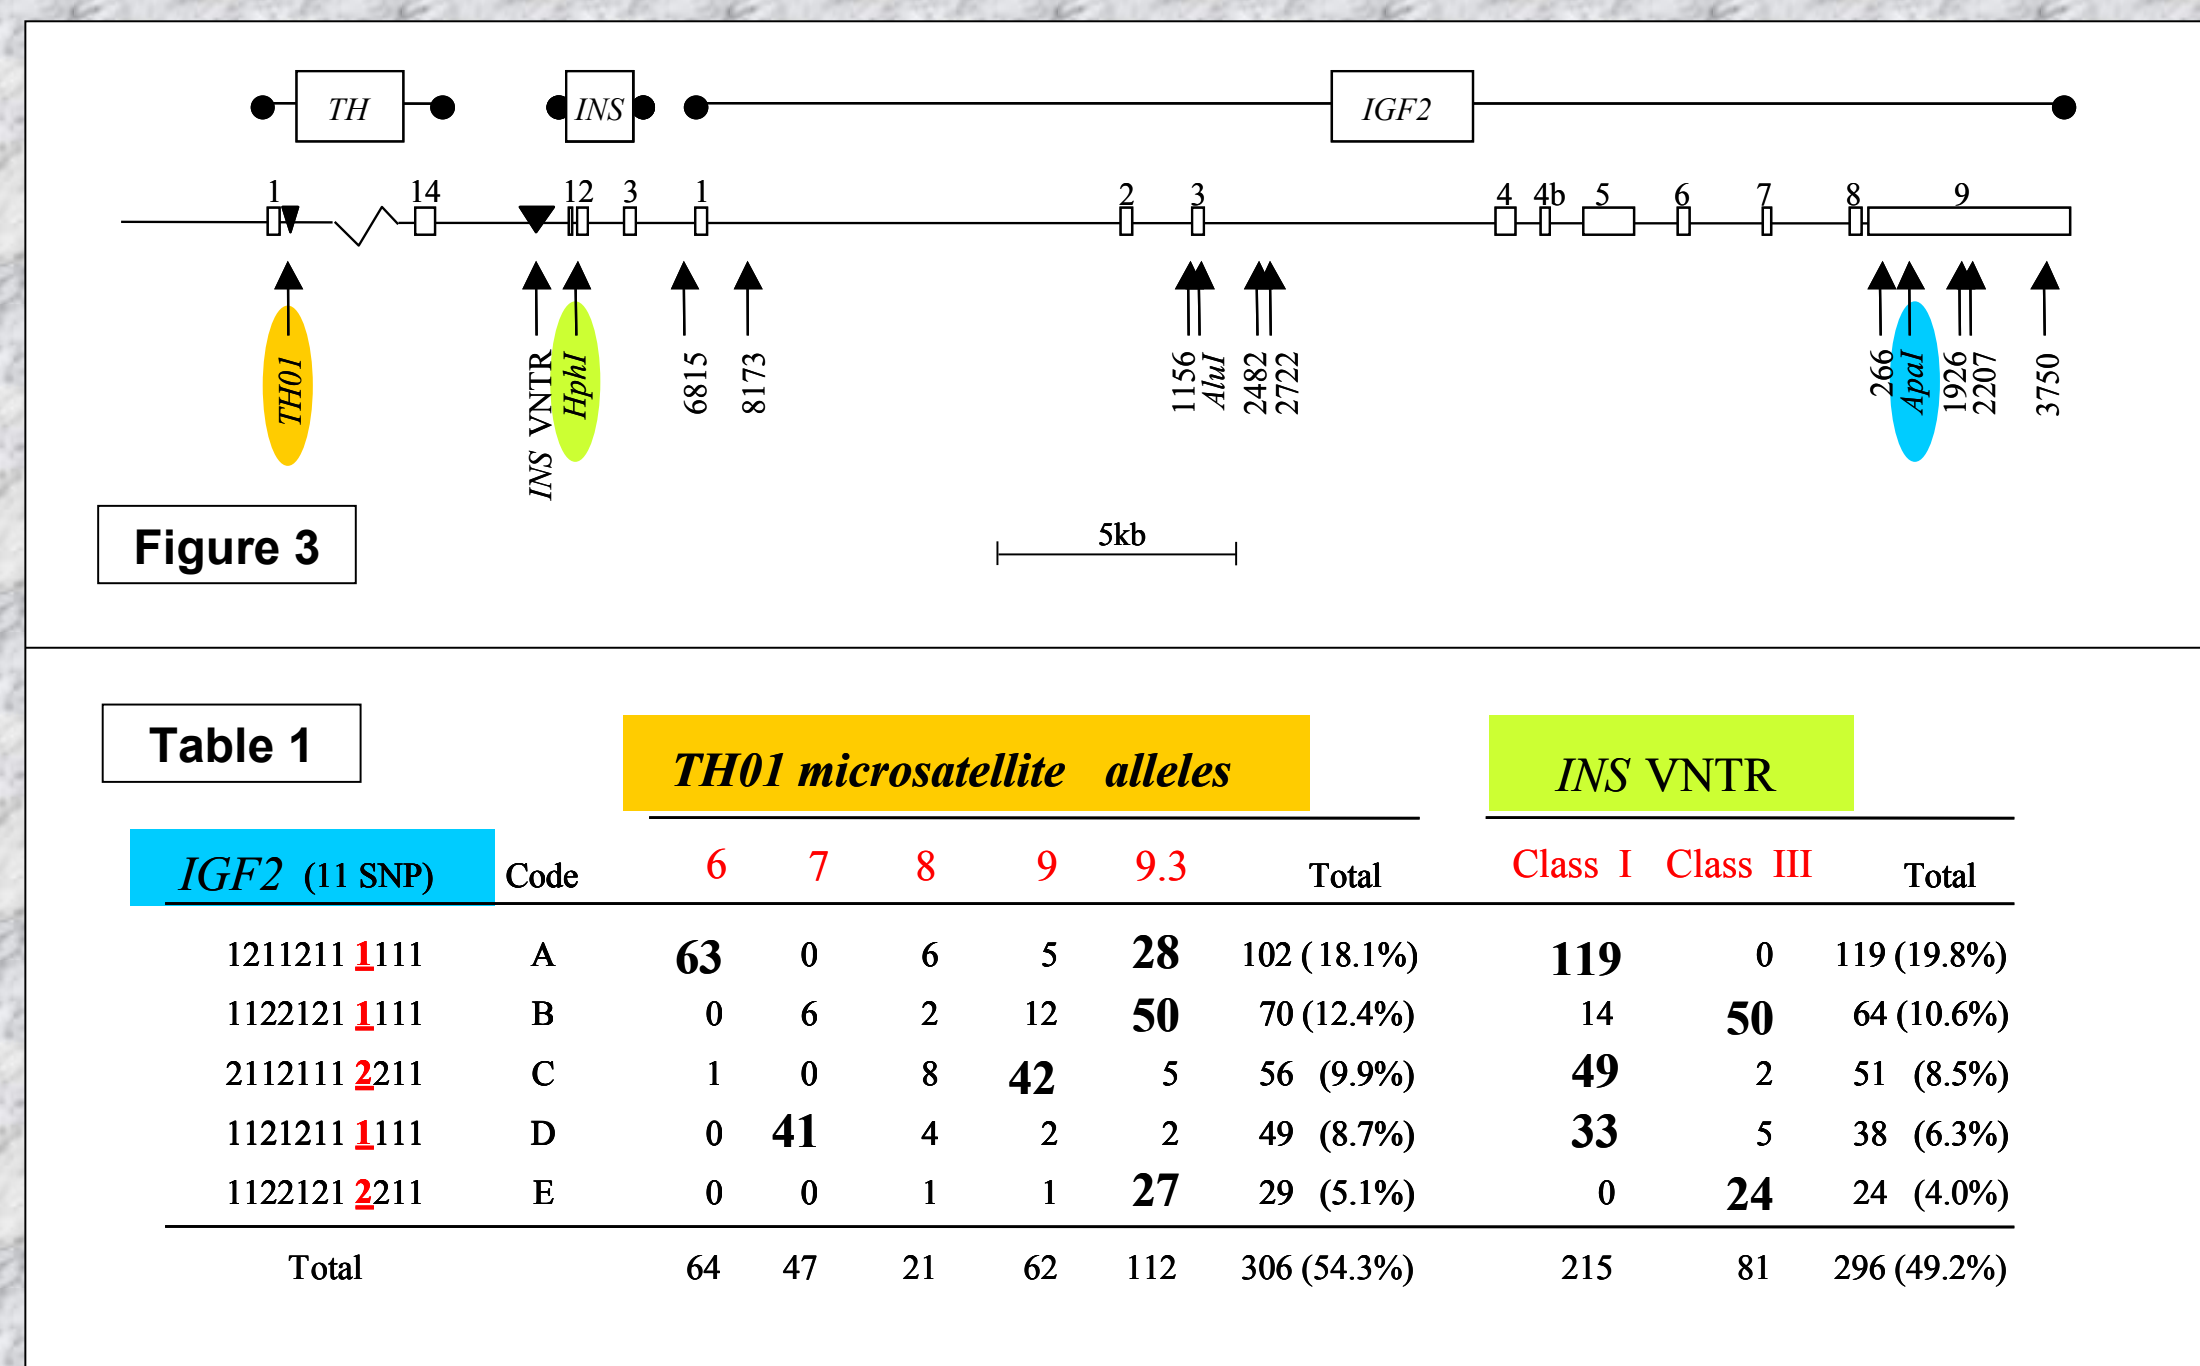 TH INS IGF2
1 14 12 3 1 2 3 4 4b 5 6 7 8 9
TH01 INS VNTR HphI 6815 8173 1156 AluI 2482 2722 266 ApaI 1926 2207 3750
5kb
Figure 3
Table 1
TH01 microsatellite alleles INS VNTR
IGF2 (11 SNP) Code 6 7 8 9 9.3 Total Class I Class III Total
1211211 1111 A 63 0 6 5 28 102 (18.1%) 119 0 119 (19.8%)
1122121 1111 B 0 6 2 12 50 70 (12.4%) 14 50 64 (10.6%)
2112111 2211 C 1 0 8 42 5 56 (9.9%) 49 2 51 (8.5%)
1121211 1111 D 0 41 4 2 2 49 (8.7%) 33 5 38 (6.3%)
1122121 2211 E 0 0 1 1 27 29 (5.1%) 0 24 24 (4.0%)
Total 64 47 21 62 112 306 (54.3%) 215 81 296 (49.2%)